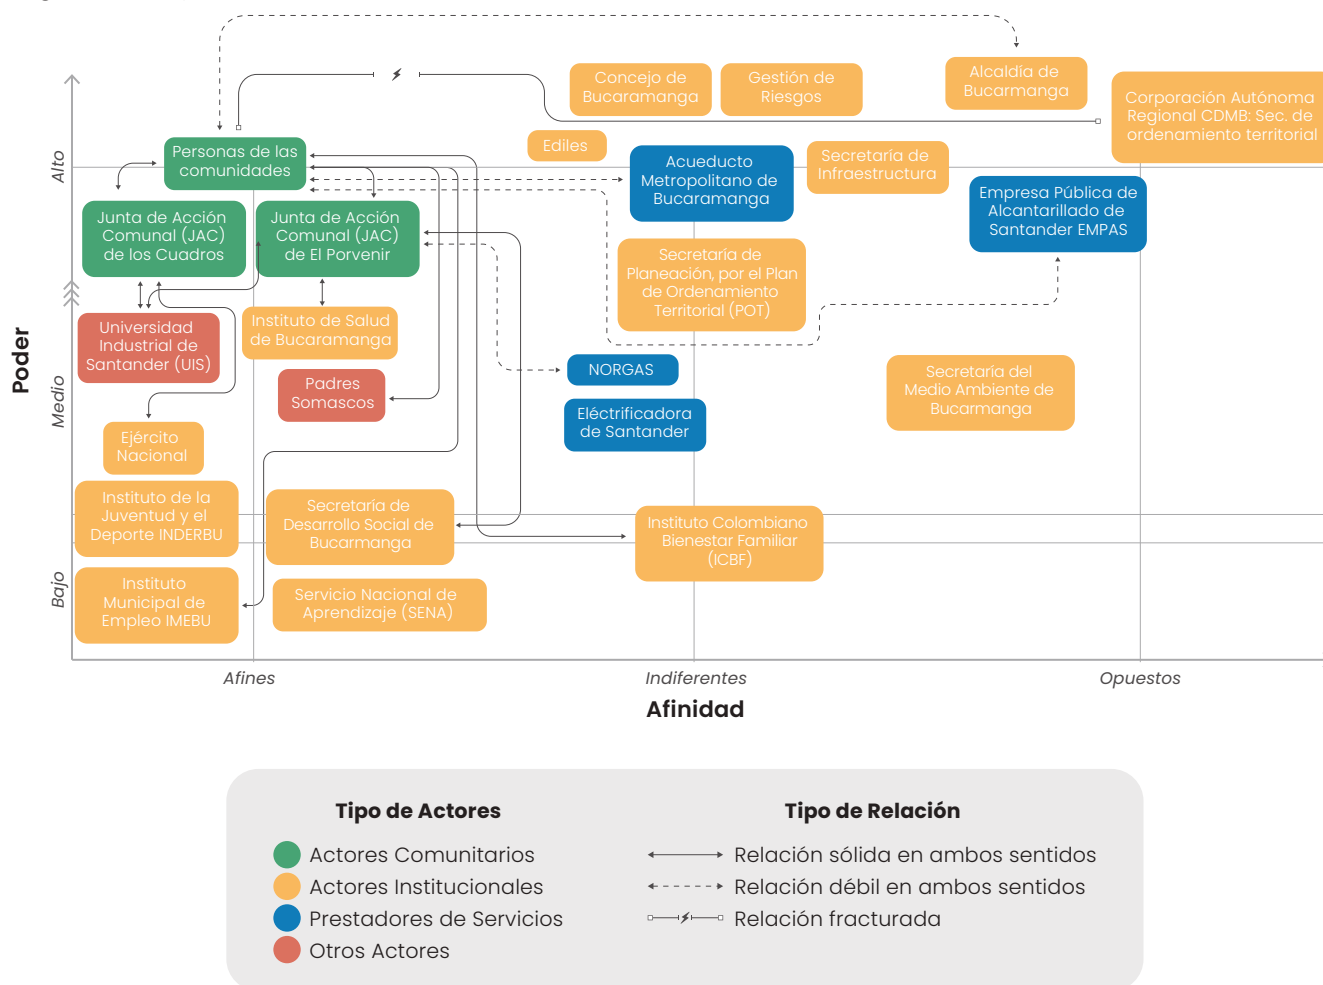 Concejo de
Bucaramanga
Gestión de
Riesgos
Alcaldía de
Bucarmanga
Corporación Autónoma
Regional CDMB: Sec. de
ordenamiento territorial
Personas de las
comunidades
Ediles
Acueducto
Metropolitano de
Bucaramanga
Secretaría de
Infraestructura
Empresa Pública de
Alcantarillado de
Santander EMPAS
Junta de Acción
Comunal (JAC)
de los Cuadros
Junta de Acción
Comunal (JAC)
de El Porvenir
Secretaría de
Planeación, por el Plan
de Ordenamiento
Territorial (POT)
Universidad
Industrial de
Santander (UIS)
Instituto de Salud
de Bucaramanga
Padres
Somascos
NORGAS
Eléctrificadora
de Santander
Secretaría del
Medio Ambiente de
Bucarmanga
Ejército
Nacional
Instituto de la
Juventud y el
Deporte INDERBU
Secretaría de
Desarrollo Social de
Bucarmanga
Instituto Colombiano
Bienestar Familiar
(ICBF)
Instituto
Municipal de
Empleo IMEBU
Servicio Nacional de
Aprendizaje (SENA)
Alto
Medio
Bajo
Poder
Afines
Indiferentes
Opuestos
Afinidad
Tipo de Actores
Actores Comunitarios
Actores Institucionales
Prestadores de Servicios
Otros Actores
Tipo de Relación
Relación sólida en ambos sentidos
Relación débil en ambos sentidos
Relación fracturada